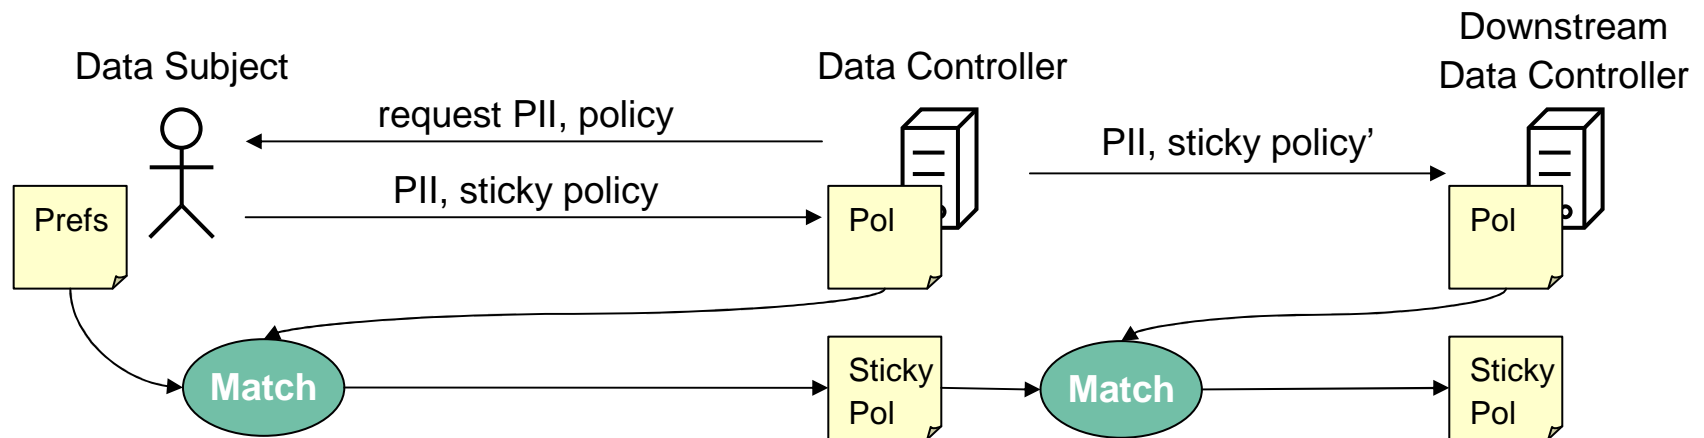 Data Subject
Data Controller
Downstream
Data Controller
request PII, policy
PII, sticky policy’
PII, sticky policy
Prefs
Pol
Pol
Match
Sticky
Pol
Match
Sticky
Pol